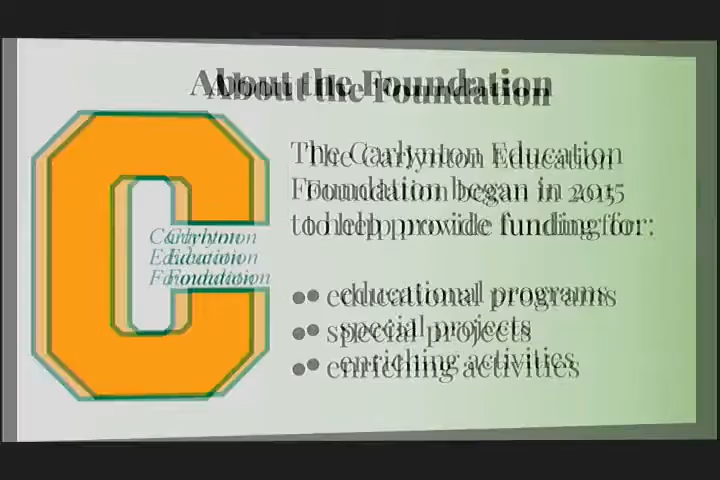 About the Foundation
Carlynton
Education
Foundation
The Carlynton Education
Foundation began in 2015
to help provide funding for:
•educational programs
•special projects
•enriching activities